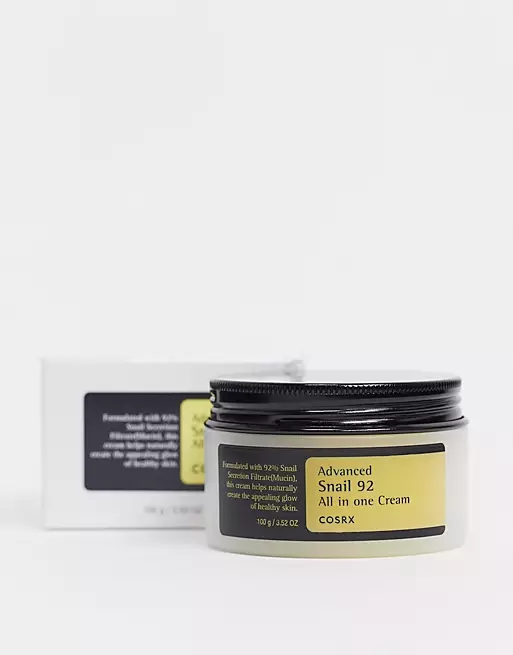 Formulated with 92% Snail
Secretion Filtrate(Mucin),
this cream helps naturally
create the appealing glow
of healthy skin.
100 g / 3.52 OZ
Advanced
Snail 92
All in one Cream
COSRX
Formulated with 92%
Snail Secretion
Filtrate(Mucin), this
cream helps naturally
create the appealing glow
of healthy skin.